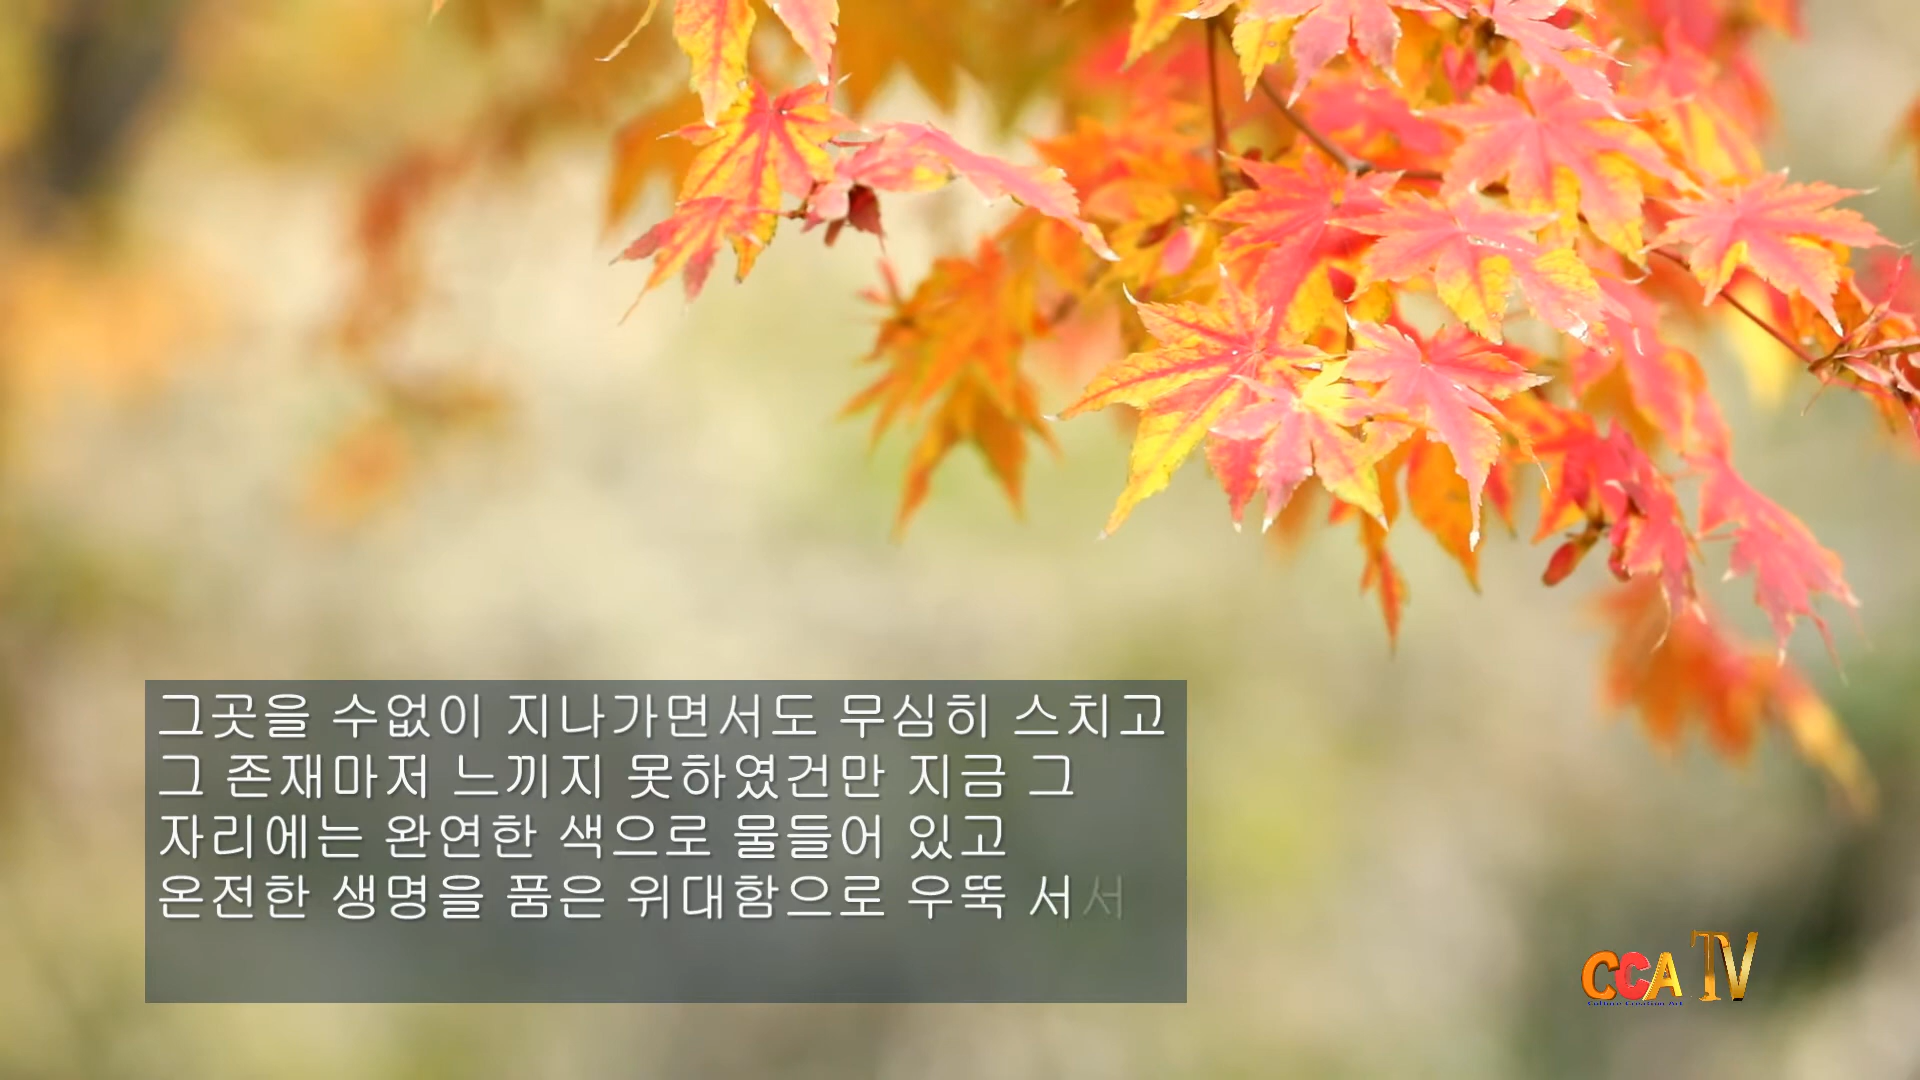 그곳을 수없이 지나가면서도 무심히 스치고
그 존재마저 느끼지 못하였건만 지금 그
자리에는 완연한 색으로 물들어 있고
온전한 생명을 품은 위대함으로 우뚝 서서
CCA TV
Culture Creation Art